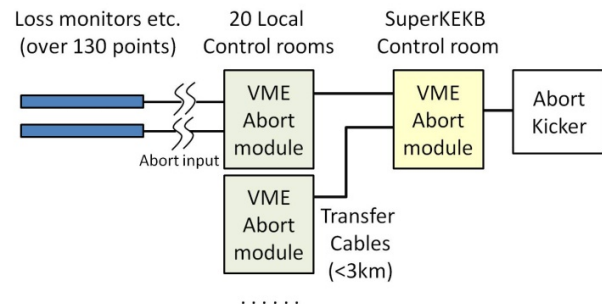 Loss monitors etc.
(over 130 points)
20 Local
Control rooms
SuperKEKB
Control room
VME
Abort
module
VME
Abort
module
Abort
Kicker
Abort input
VME
Abort
module
Transfer
Cables
(<3km)
......